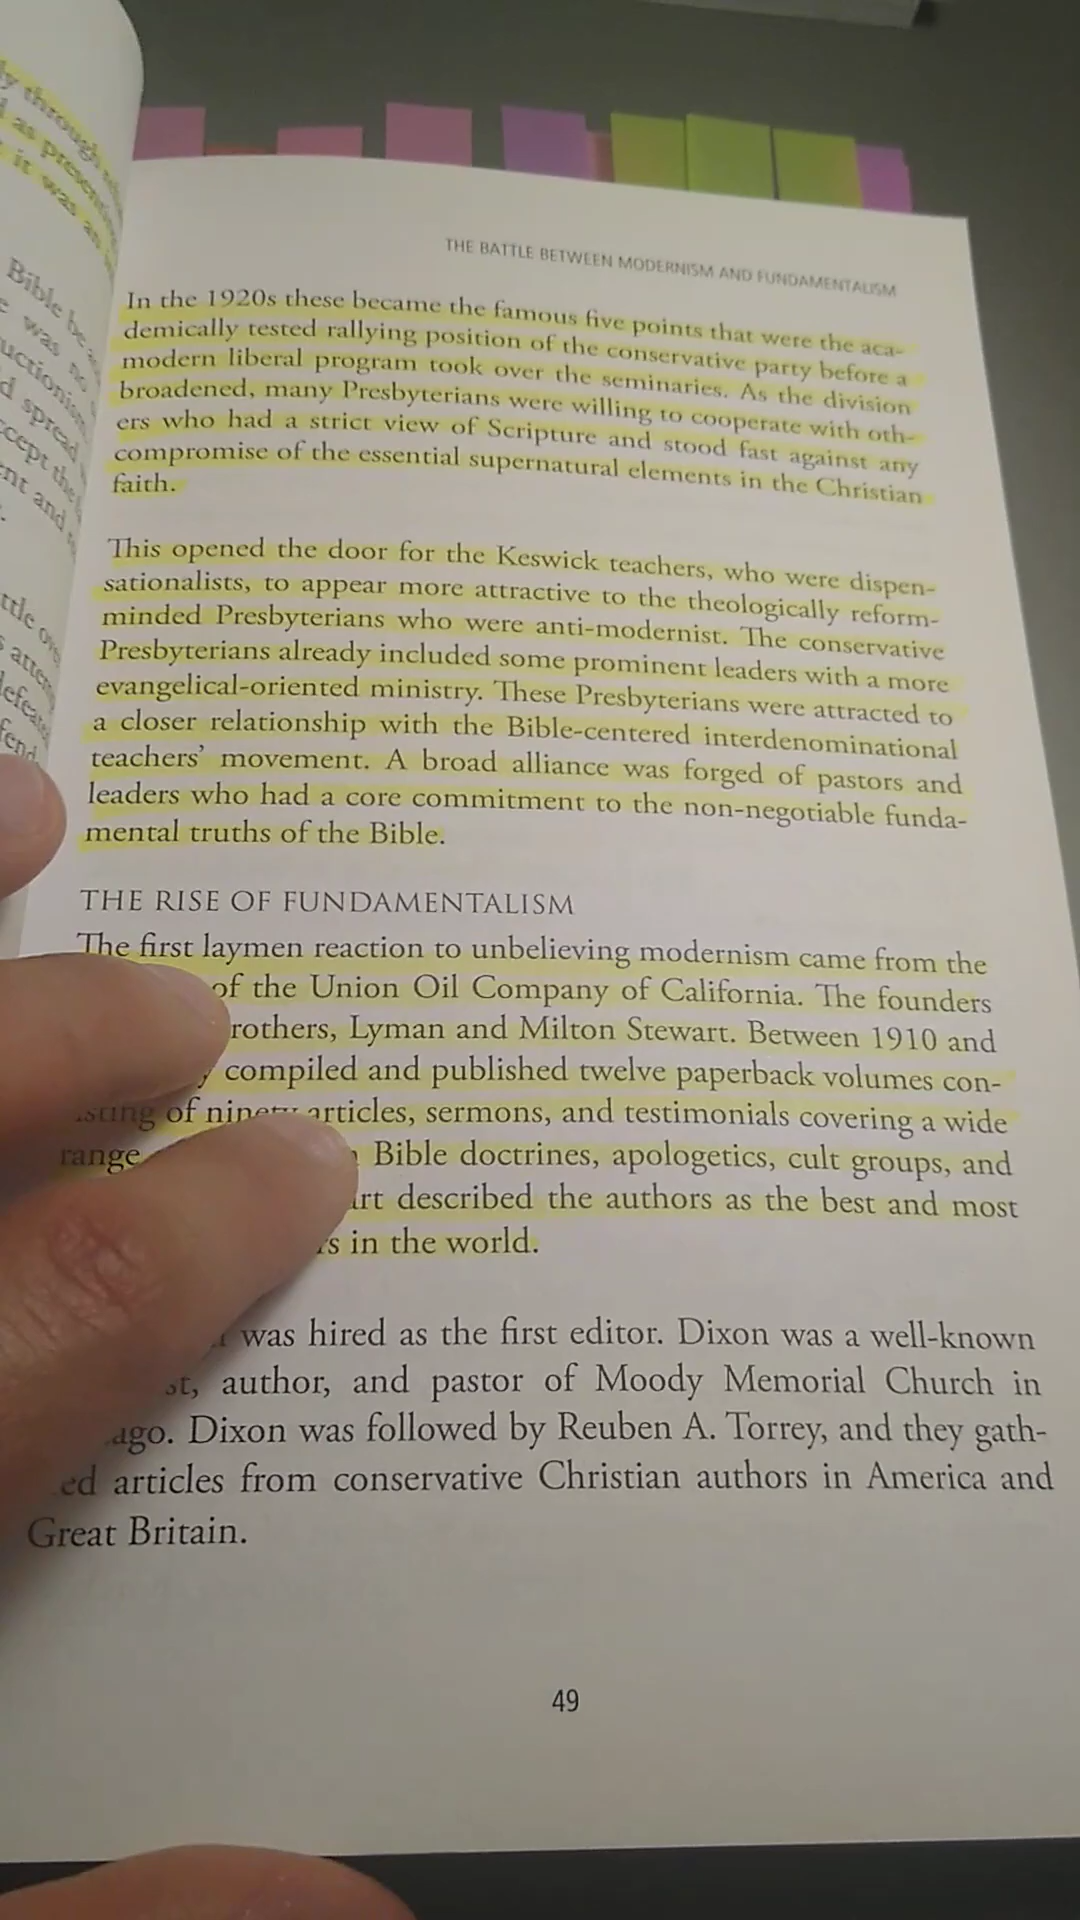 THE BATTLE BETWEEN MODERNISM AND FUNDAMENTALISM
In the 1920s these became the famous five points that were the aca-
demically tested rallying position of the conservative party before a
modern liberal program took over the seminaries. As the division
broadened, many Presbyterians were willing to cooperate with oth-
ers who had a strict view of Scripture and stood fast against any
compromise of the essential supernatural elements in the Christian
faith.
This opened the door for the Keswick teachers, who were dispen-
sationalists, to appear more attractive to the theologically reform-
minded Presbyterians who were anti-modernist. The conservative
Presbyterians already included some prominent leaders with a more
evangelical-oriented ministry. These Presbyterians were attracted to
a closer relationship with the Bible-centered interdenominational
teachers' movement. A broad alliance was forged of pastors and
leaders who had a core commitment to the non-negotiable funda-
mental truths of the Bible.
THE RISE OF FUNDAMENTALISM
The first laymen reaction to unbelieving modernism came from the
of the Union Oil Company of California. The founders
rothers, Lyman and Milton Stewart. Between 1910 and
compiled and published twelve paperback volumes con-
sting of ninety articles, sermons, and testimonials covering a wide
range Bible doctrines, apologetics, cult groups, and
art described the authors as the best and most
s in the world.
was hired as the first editor. Dixon was a well-known
st, author, and pastor of Moody Memorial Church in
ago. Dixon was followed by Reuben A. Torrey, and they gath-
ed articles from conservative Christian authors in America and
Great Britain.
49